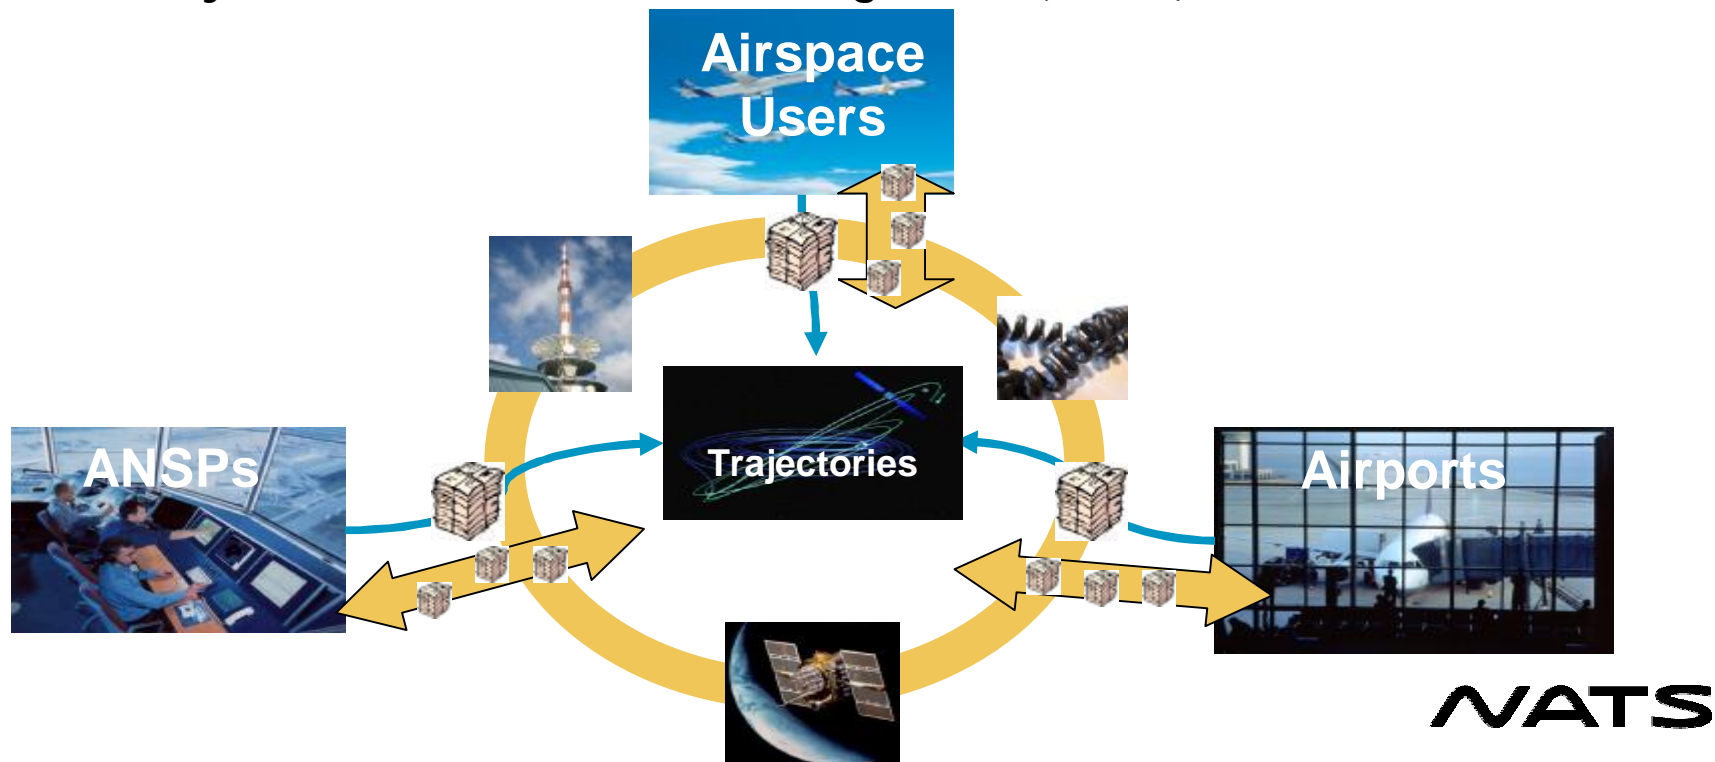 Airspace
Users
ANSPs
Trajectories
Airports
NATS